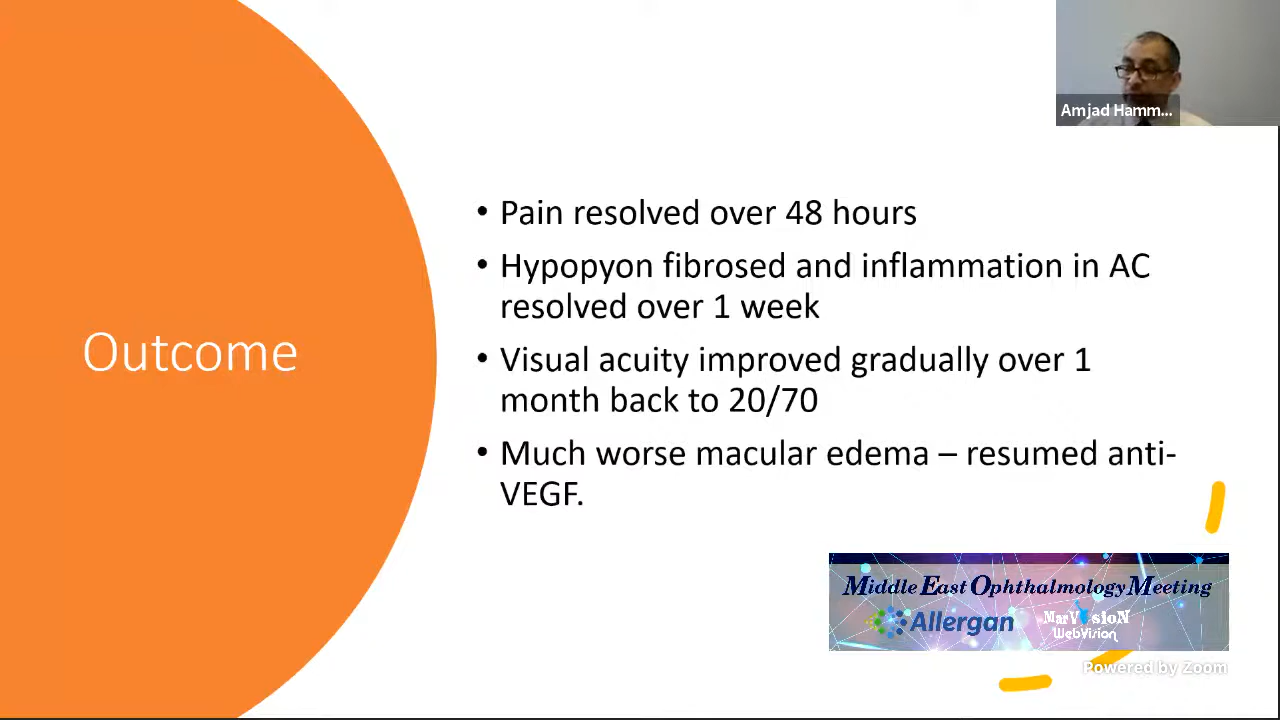 Amjad Hamm...
Outcome
• Pain resolved over 48 hours
• Hypopyon fibrosed and inflammation in AC
resolved over 1 week
• Visual acuity improved gradually over 1
month back to 20/70
• Much worse macular edema – resumed anti-
VEGF.
Middle East Ophthalmology Meeting
Allergan
MarVision
WebVision
Powered by Zoom